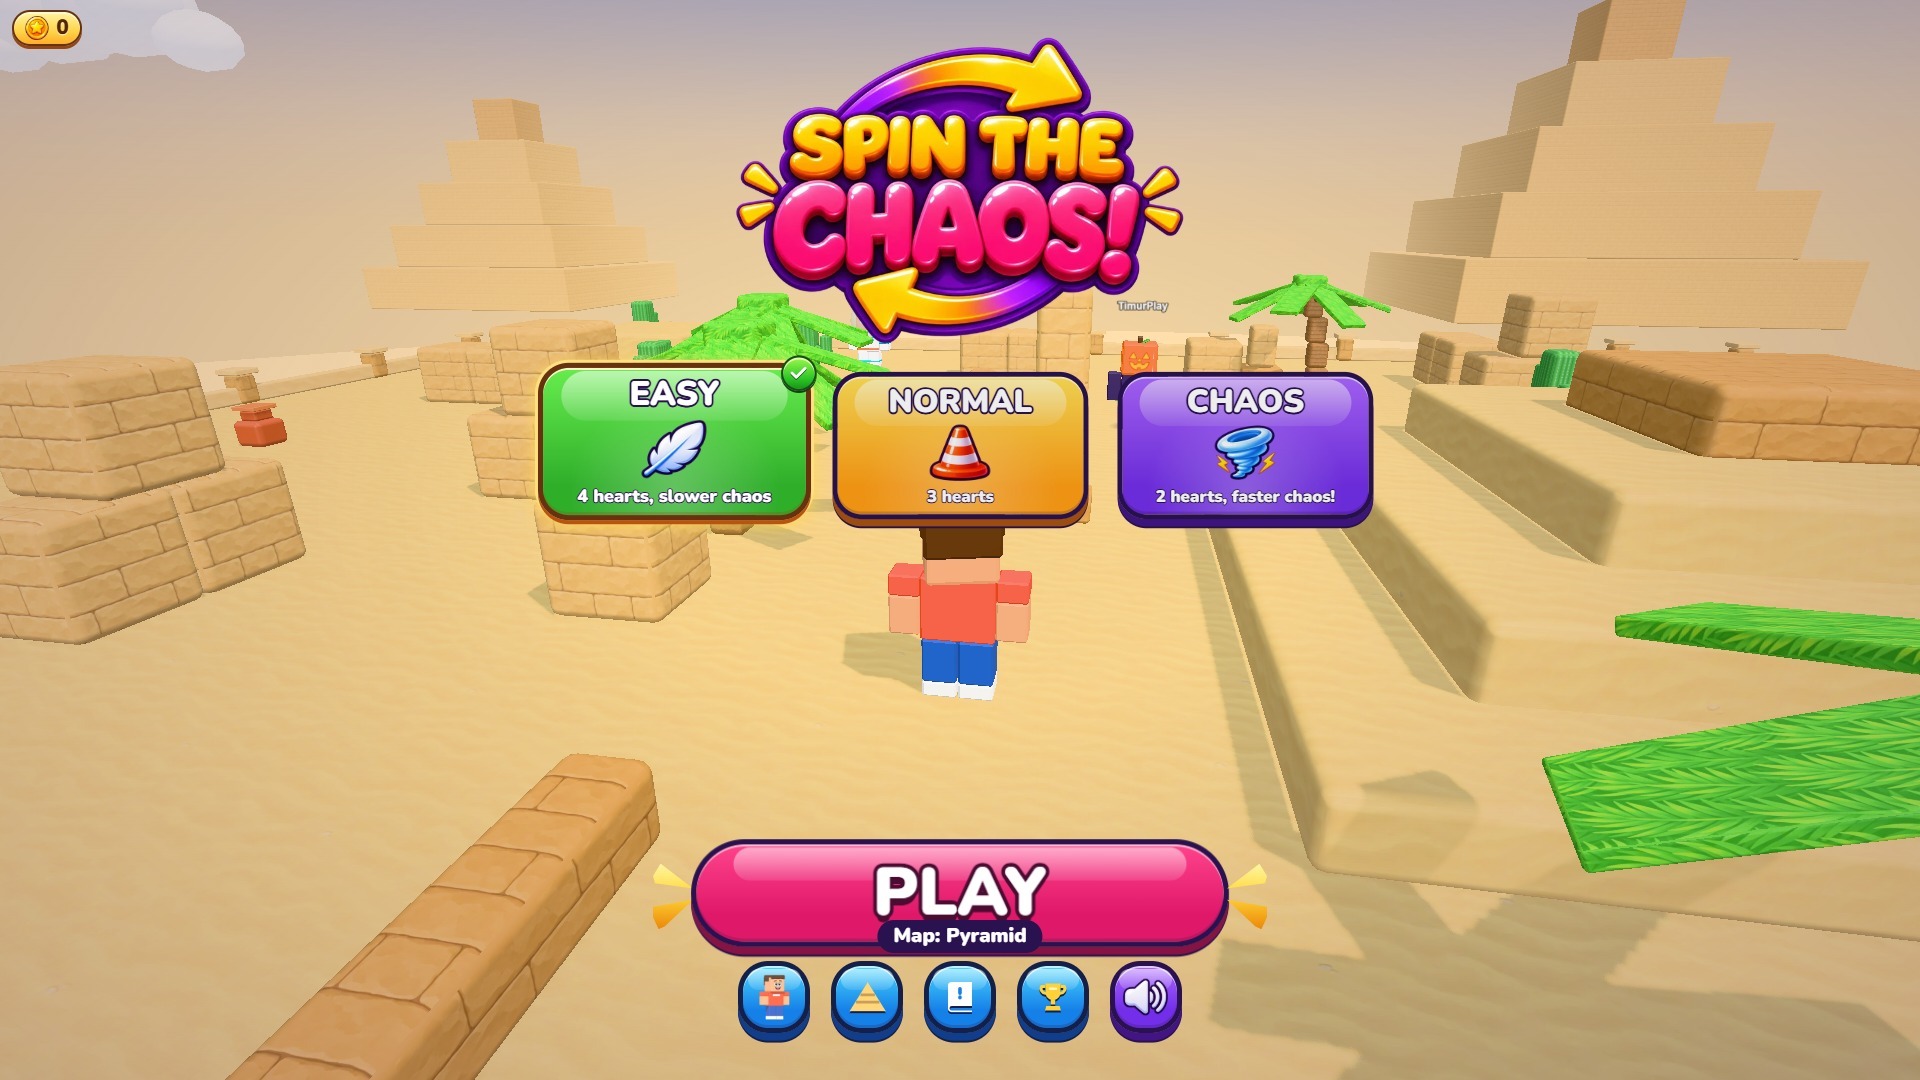 0
SPIN THE
CHAOS!
TimurPlay
EASY
4 hearts, slower chaos
NORMAL
3 hearts
CHAOS
2 hearts, faster chaos!
PLAY
Map: Pyramid